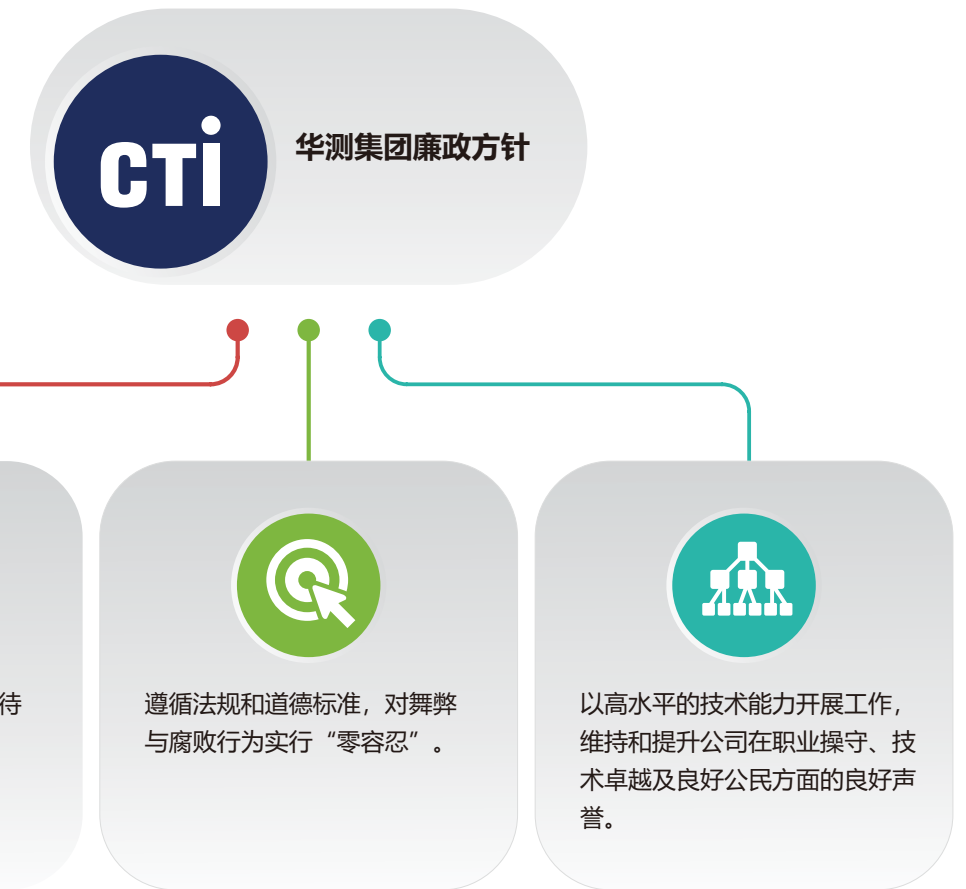 CTI
华测集团廉政方针
待
遵循法规和道德标准，对舞弊
与腐败行为实行“零容忍”。
以高水平的技术能力开展工作，
维持和提升公司在职业操守、技
术卓越及良好公民方面的良好声
誉。